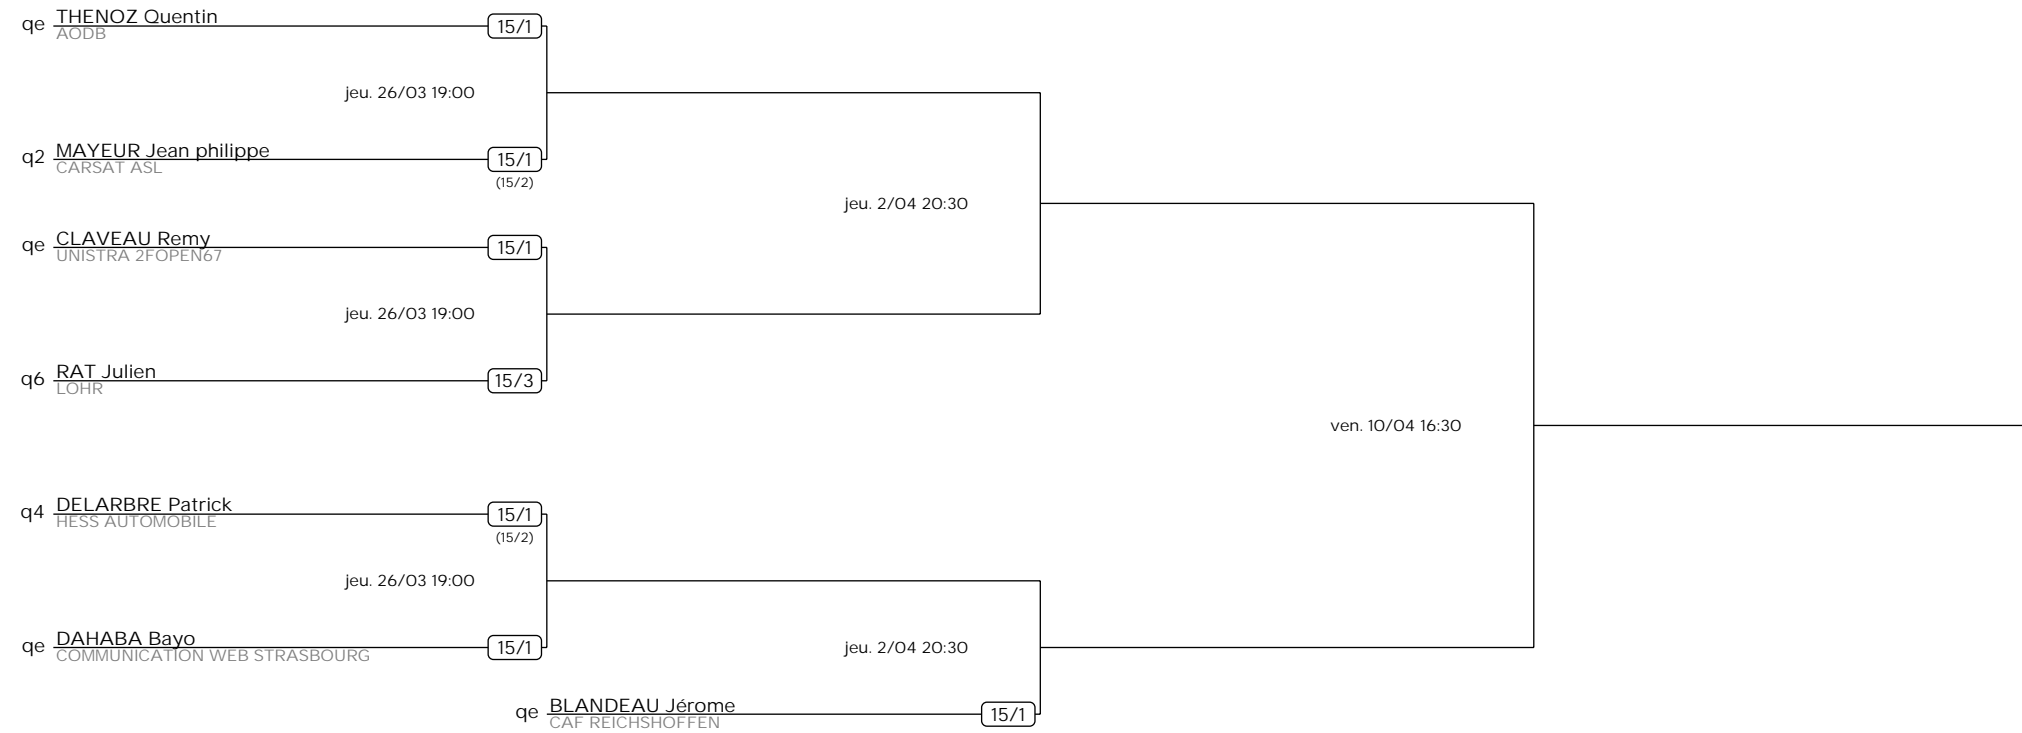 qe THENOZ Quentin 15/1
AODB
jeu. 26/03 19:00
q2 MAYEUR Jean philippe 15/1
CARSAT ASL (15/2)
jeu. 2/04 20:30
qe CLAVEAU Remy 15/1
UNISTRA 2FOPEN67
jeu. 26/03 19:00
q6 RAT Julien 15/3
LOHR
ven. 10/04 16:30
q4 DELARBRE Patrick 15/1
HESS AUTOMOBILE (15/2)
jeu. 26/03 19:00
qe DAHABA Bayo 15/1
COMMUNICATION WEB STRASBOURG
jeu. 2/04 20:30
qe BLANDEAU Jérome 15/1
CAF REICHSHOFFEN